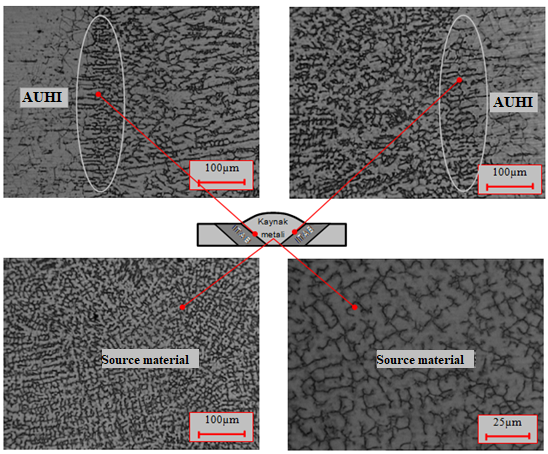 AUHI
100µm
AUHI
100µm
Kaynak
metali
Source material
100µm
Source material
25µm